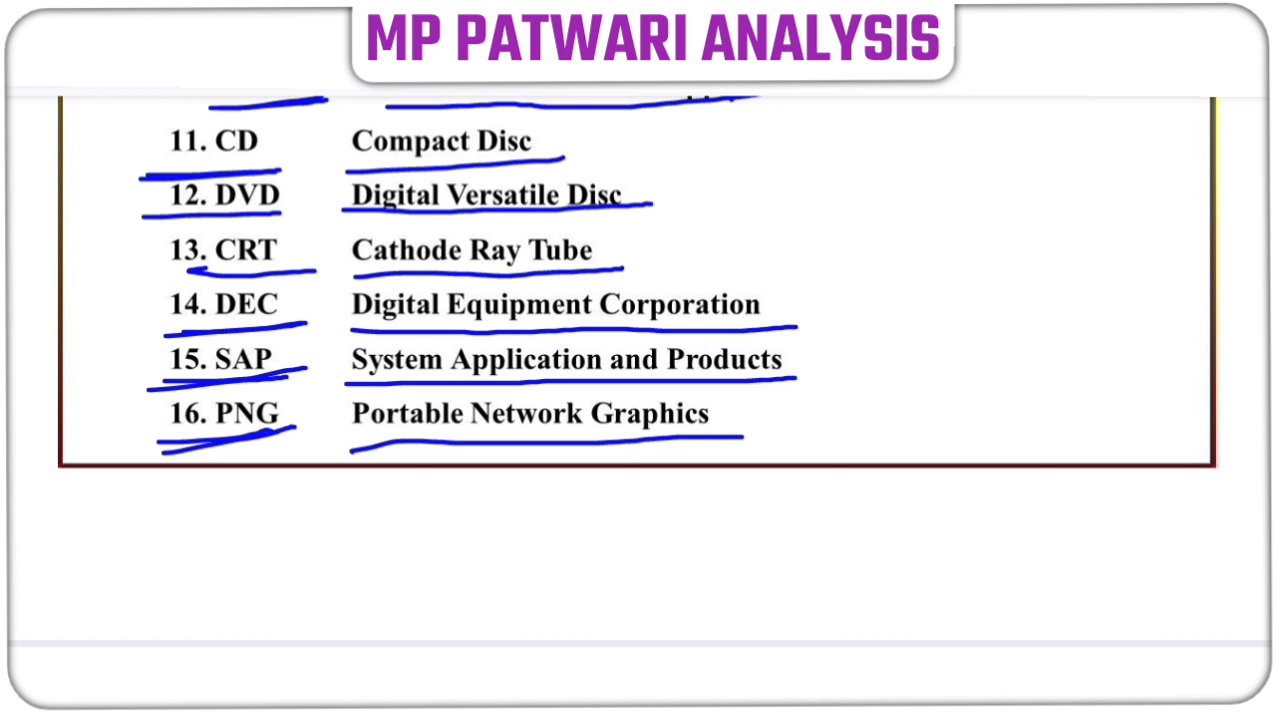 MP PATWARI ANALYSIS
11. CD Compact Disc
12. DVD Digital Versatile Disc
13. CRT Cathode Ray Tube
14. DEC Digital Equipment Corporation
15. SAP System Application and Products
16. PNG Portable Network Graphics